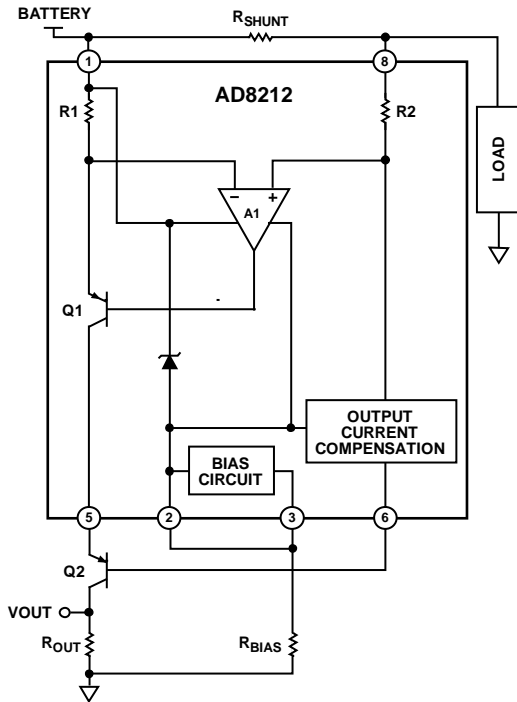 BATTERY
RSHUNT
1
8
AD8212
R1
R2
LOAD
− +
A1
Q1
OUTPUT
CURRENT
COMPENSATION
BIAS
CIRCUIT
5
2
3
6
Q2
VOUT
ROUT
RBIAS